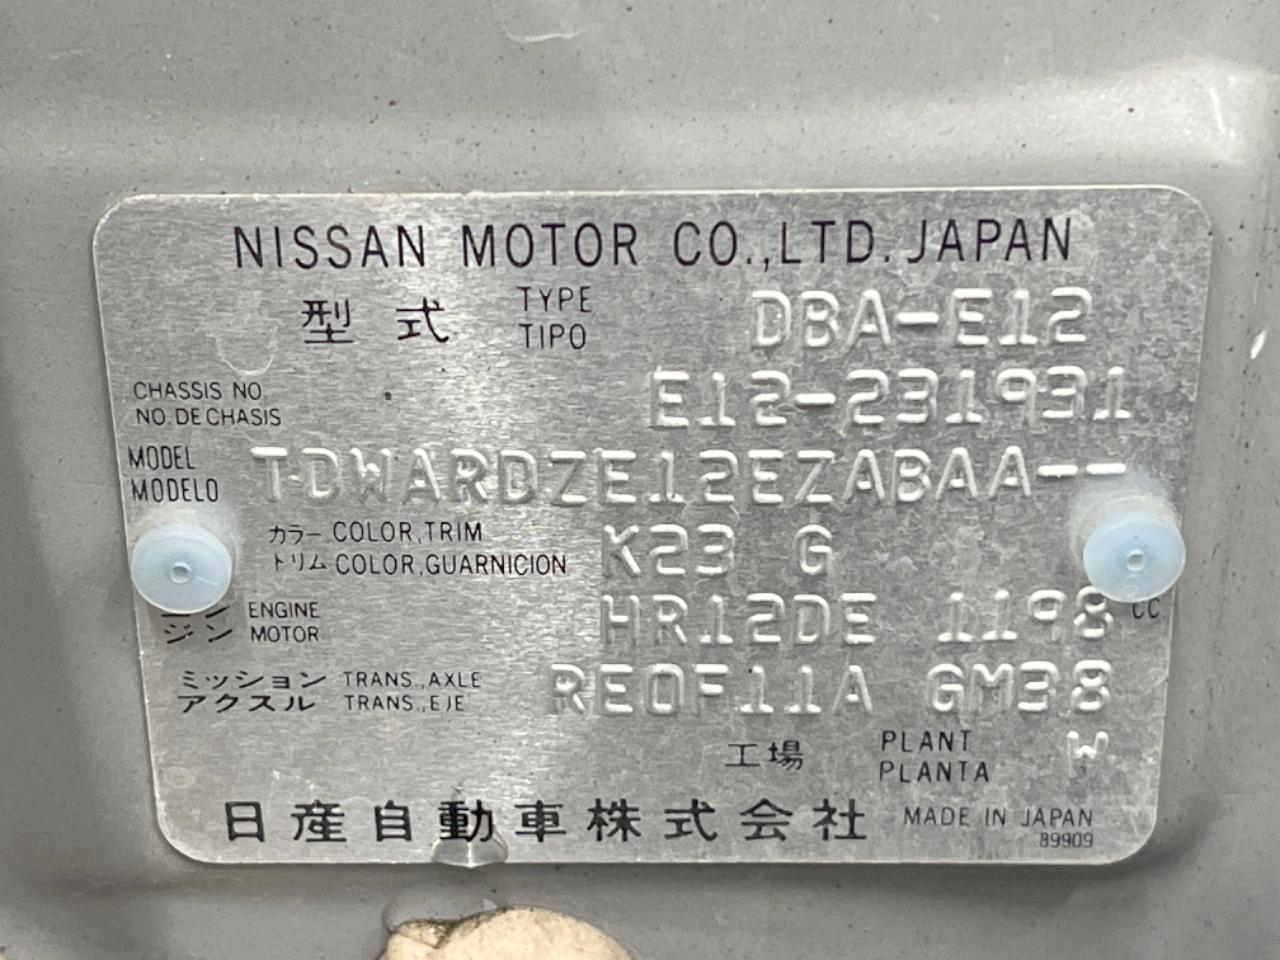 NISSAN MOTOR CO.,LTD. JAPAN
型式 TYPE DBA-E12
TIPO
CHASSIS NO. E12-231931
NO. DE CHASIS
MODEL TDWARDZE12EZABAA--
MODELO
カラー COLOR,TRIM K23 G
トリム COLOR,GUARNICION
ENGINE HR12DE 1198 CC
ジン MOTOR
ミッション TRANS.,AXLE RE0F11A GM38
アクスル TRANS.,EJE
工場 PLANT W
PLANTA
日産自動車株式会社 MADE IN JAPAN
89909